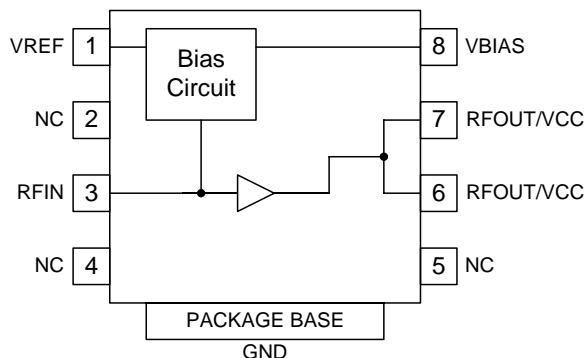 VREF 1
Bias
Circuit
8 VBIAS
NC 2
7 RFOUT/VCC
RFIN 3
6 RFOUT/VCC
NC 4
5 NC
PACKAGE BASE
GND